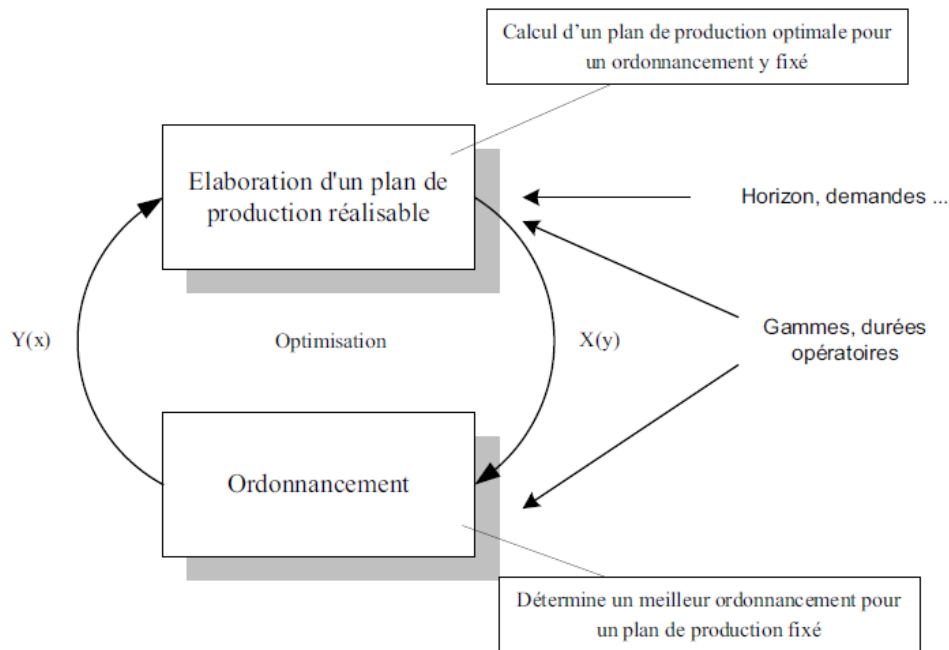 Calcul d'un plan de production optimale pour
un ordonnancement y fixé
Elaboration d'un plan de
production réalisable
Horizon, demandes ...
Y(x)
Optimisation
X(y)
Gammes, durées
opératoires
Ordonnancement
Détermine un meilleur ordonnancement pour
un plan de production fixé